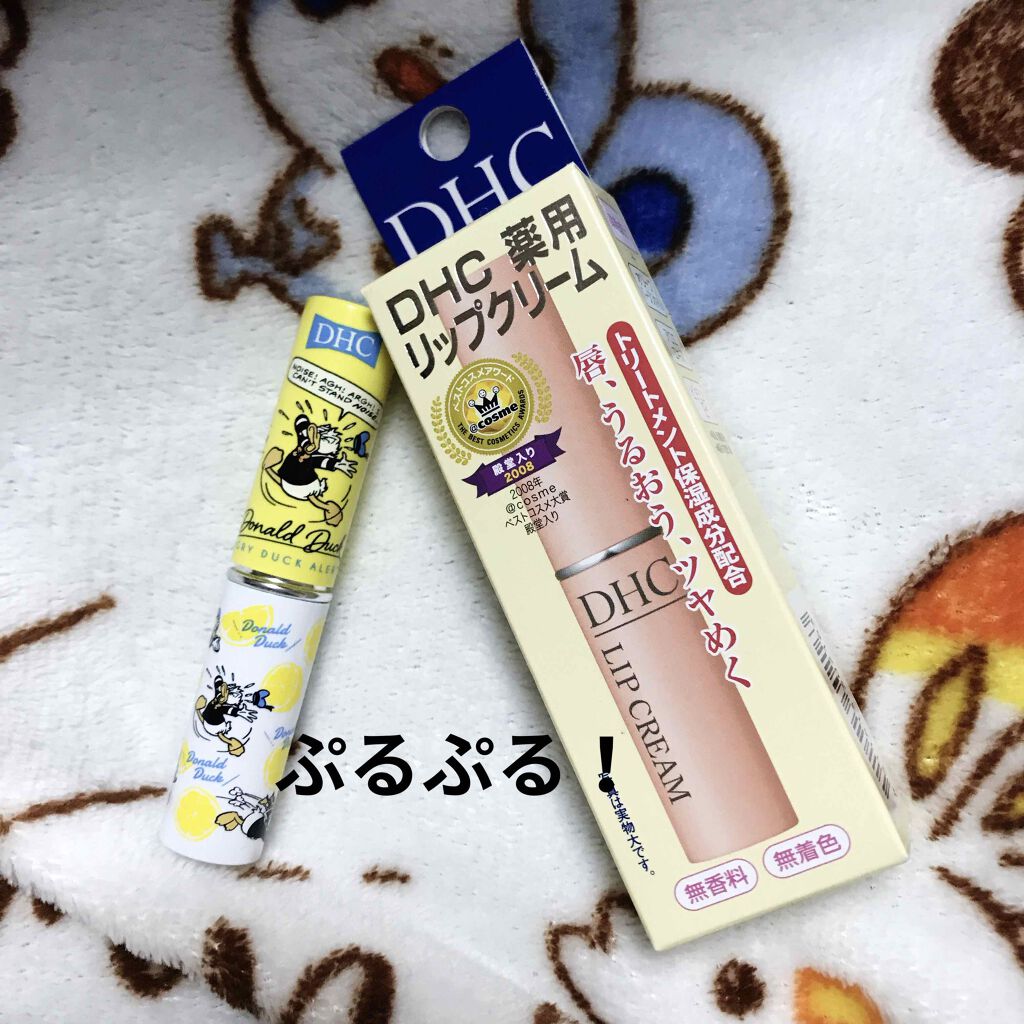 DHC
DHC 薬用
リップクリーム
トリートメント保湿成分配合
唇、うるおう、ツヤめく
ベストコスメアワード
@cosme
THE BEST COSMETICS AWARDS
殿堂入り
2008
2008年
@cosme
ベストコスメ大賞
殿堂入り
DHC
LIP CREAM
は実物大です。
無香料
無着色
DHC
NOISE! AGH! ARGH! I
CAN'T STAND NOISE
Donald Duck
DUCK ALER
Donald
Duck
Donald
Duck
ぷるぷる！